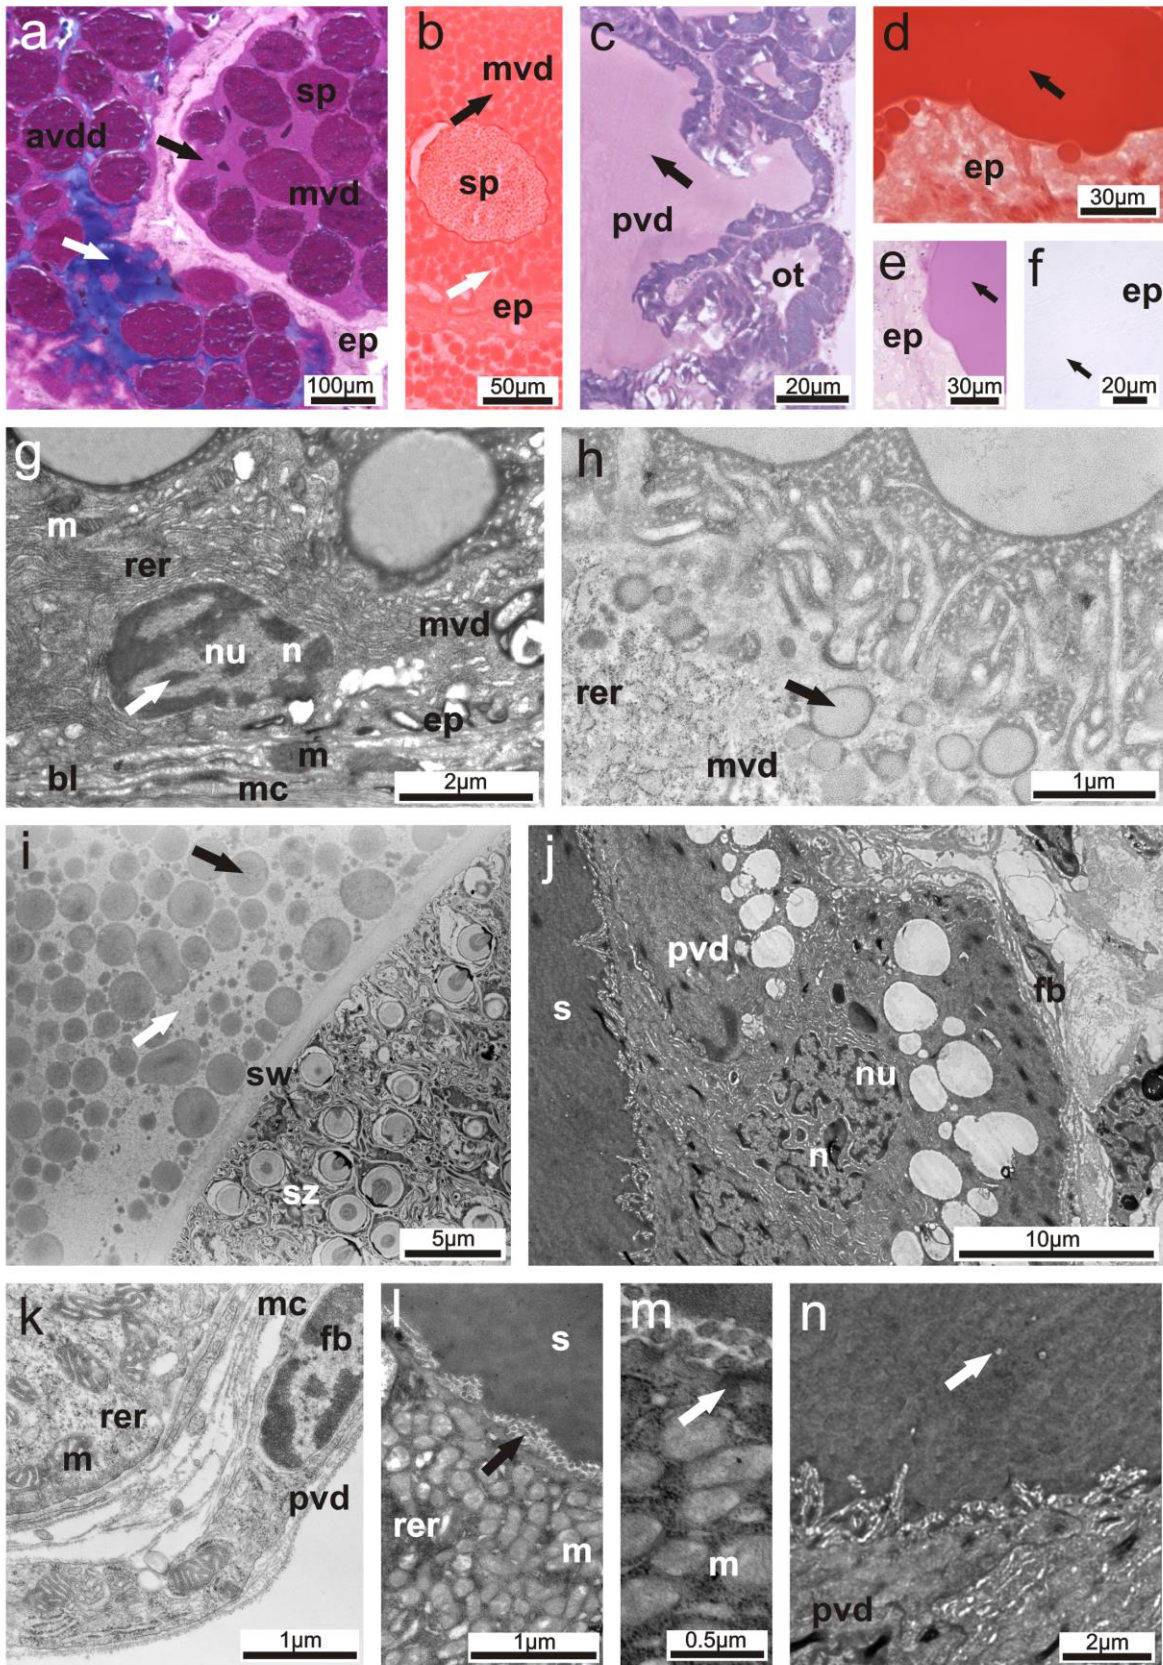 a
sp
avdd
mvd
ep
100µm
b
mvd
sp
ep
50µm
c
pvd
ot
20µm
d
ep
30µm
e
ep
30µm
f
ep
20µm
g
m
rer
mvd
nu
n
ep
m
bl
mc
2µm
h
rer
mvd
1µm
i
sw
sz
5µm
j
pvd
s
fb
nu
n
10µm
k
mc
fb
rer
m
pvd
1µm
l
s
rer
m
1µm
m
m
0.5µm
n
pvd
2µm